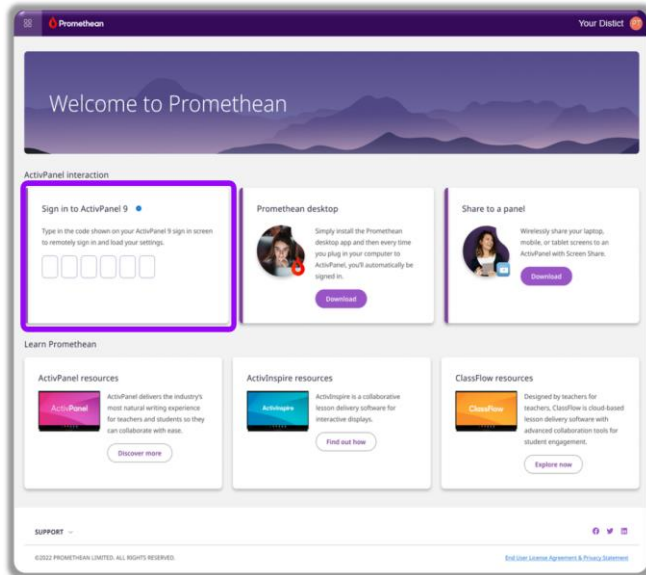 Promethean
Your Distict
PT
Welcome to Promethean
ActivPanel interaction
Sign in to ActivPanel 9
Type in the code shown on your ActivPanel 9 sign in screen
to remotely sign in and load your settings.
Promethean desktop
Simply install the Promethean
desktop app and then every time
you plug in your computer to
ActivPanel, you'll automatically be
signed in.
Download
Share to a panel
Wirelessly share your laptop,
mobile, or tablet screens to an
ActivPanel with Screen Share.
Download
Learn Promethean
ActivPanel resources
ActivPanel
ActivPanel delivers the industry's
most natural writing experience
for teachers and students so they
can collaborate with ease.
Discover more
ActivInspire resources
ActivInspire
ActivInspire is a collaborative
lesson delivery software for
interactive displays.
Find out how
ClassFlow resources
ClassFlow
Designed by teachers for
teachers, ClassFlow is cloud-based
lesson delivery software with
advanced collaboration tools for
student engagement.
Explore now
SUPPORT
©2022 PROMETHEAN LIMITED. ALL RIGHTS RESERVED.
End User License Agreement & Privacy Statement